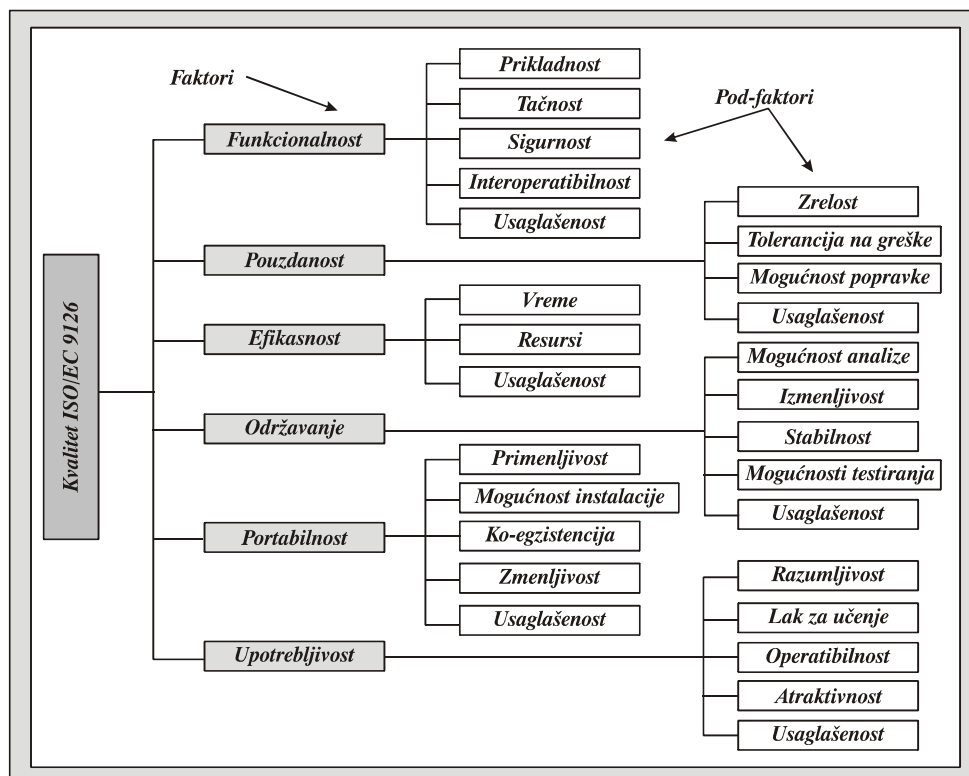 Faktori
Pod-faktori
Kvalitet ISO/EC 9126
Funkcionalnost
Prikladnost
Tačnost
Sigurnost
Interoperatibilnost
Usaglašenost
Pouzdanost
Zrelost
Tolerancija na greške
Mogućnost popravke
Usaglašenost
Efikasnost
Vreme
Resursi
Usaglašenost
Održavanje
Mogućnost analize
Izmenljivost
Stabilnost
Mogućnosti testiranja
Usaglašenost
Portabilnost
Primenljivost
Mogućnost instalacije
Ko-egzistencija
Zmenljivost
Usaglašenost
Upotrebljivost
Razumljivost
Lak za učenje
Operatibilnost
Atraktivnost
Usaglašenost